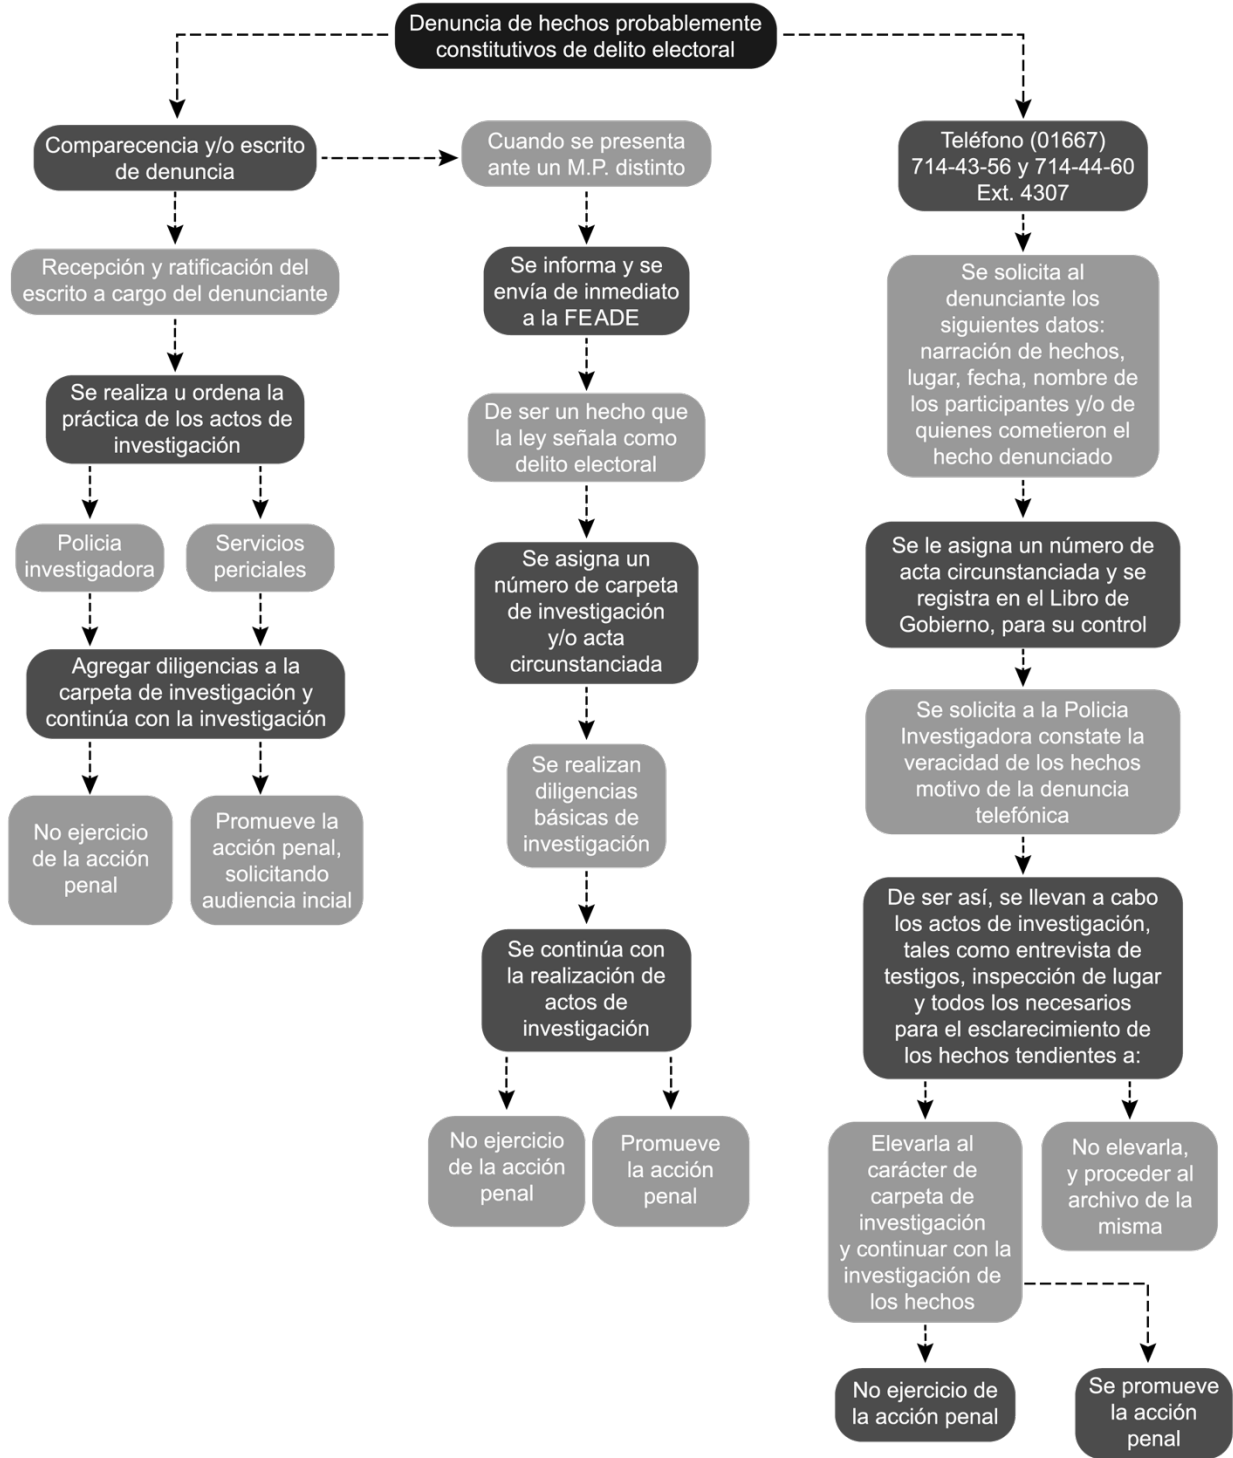 Denuncia de hechos probablemente
constitutivos de delito electoral
Comparecencia y/o escrito
de denuncia
Recepción y ratificación del
escrito a cargo del denunciante
Se realiza u ordena la
práctica de los actos de
investigación
Policia
investigadora
Servicios
periciales
Agregar diligencias a la
carpeta de investigación y
continúa con la investigación
No ejercicio
de la acción
penal
Promueve la
acción penal,
solicitando
audiencia incial
Cuando se presenta
ante un M.P. distinto
Se informa y se
envía de inmediato
a la FEADE
De ser un hecho que
la ley señala como
delito electoral
Se asigna un
número de carpeta
de investigación
y/o acta
circunstanciada
Se realizan
diligencias
básicas de
investigación
Se continúa con
la realización de
actos de
investigación
No ejercicio
de la acción
penal
Promueve
la acción
penal
Teléfono (01667)
714-43-56 y 714-44-60
Ext. 4307
Se solicita al
denunciante los
siguientes datos:
narración de hechos,
lugar, fecha, nombre de
los participantes y/o de
quienes cometieron el
hecho denunciado
Se le asigna un número de
acta circunstanciada y se
registra en el Libro de
Gobierno, para su control
Se solicita a la Policia
Investigadora constate la
veracidad de los hechos
motivo de la denuncia
telefónica
De ser así, se llevan a cabo
los actos de investigación,
tales como entrevista de
testigos, inspección de lugar
y todos los necesarios
para el esclarecimiento de
los hechos tendientes a:
Elevarla al
carácter de
carpeta de
investigación
y continuar con la
investigación de
los hechos
No elevarla,
y proceder al
archivo de la
misma
No ejercicio de
la acción penal
Se promueve
la acción
penal